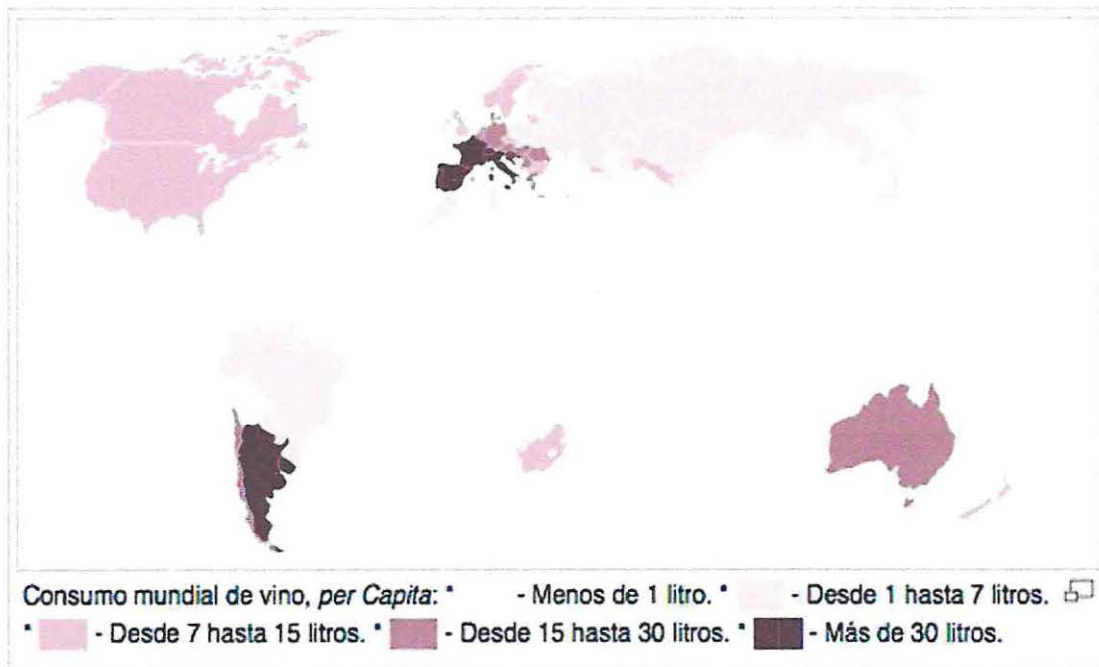 Consumo mundial de vino, per Capita: • - Menos de 1 litro. • - Desde 1 hasta 7 litros.
• - Desde 7 hasta 15 litros. • - Desde 15 hasta 30 litros. • - Más de 30 litros.